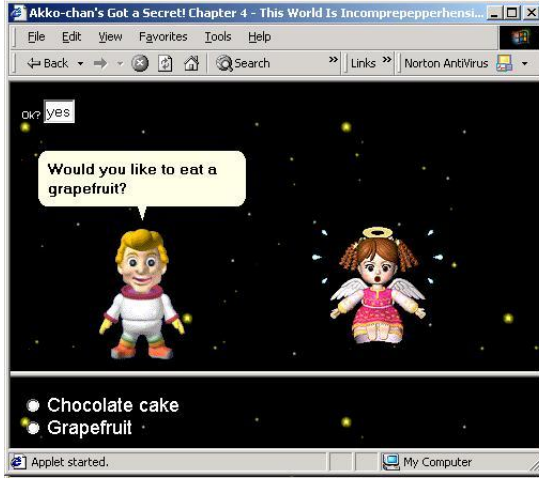 Akko-chan's Got a Secret! Chapter 4 - This World Is Incomprepepperhensi...
File Edit View Favorites Tools Help
Back Search » Links » Norton AntiVirus
Ok? yes
Would you like to eat a
grapefruit?
Chocolate cake
Grapefruit
Applet started. My Computer